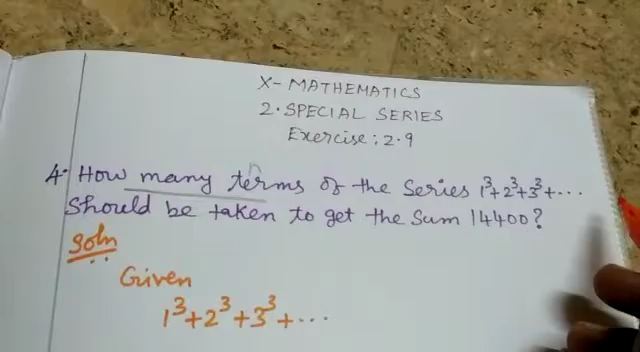 X- MATHEMATICS
2. SPECIAL SERIES
Exercise: 2.9
4. How many terms of the Series 1³+2³+3³+...
Should be taken to get the Sum 14400?
Soln
Given
1³+2³+3³+...